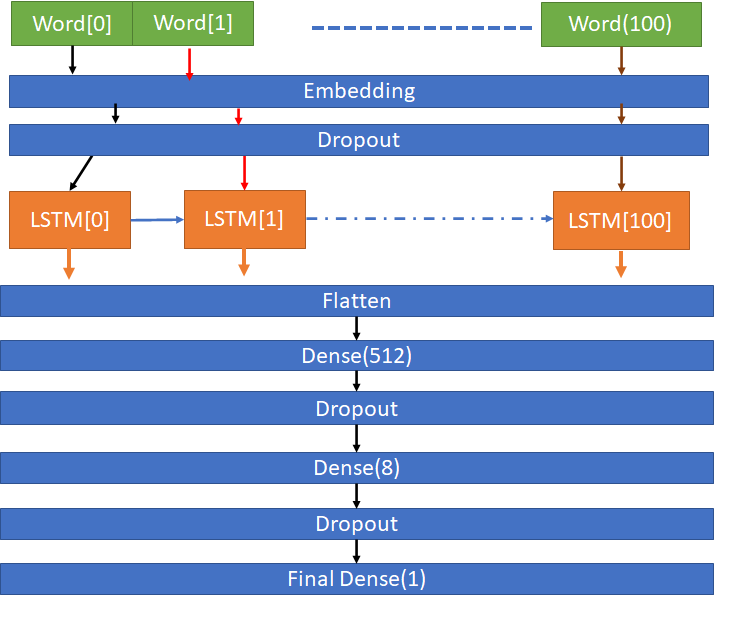 Word[0] Word[1] Word(100)
Embedding
Dropout
LSTM[0] LSTM[1] LSTM[100]
Flatten
Dense(512)
Dropout
Dense(8)
Dropout
Final Dense(1)